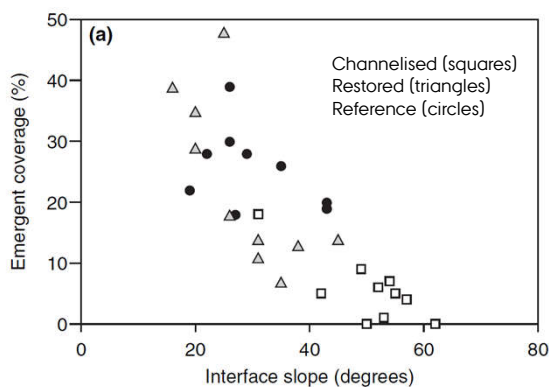 50
(a)
Channelised (squares)
Restored (triangles)
Reference (circles)
40
30
20
10
0
Emergent coverage (%)
0 20 40 60 80
Interface slope (degrees)